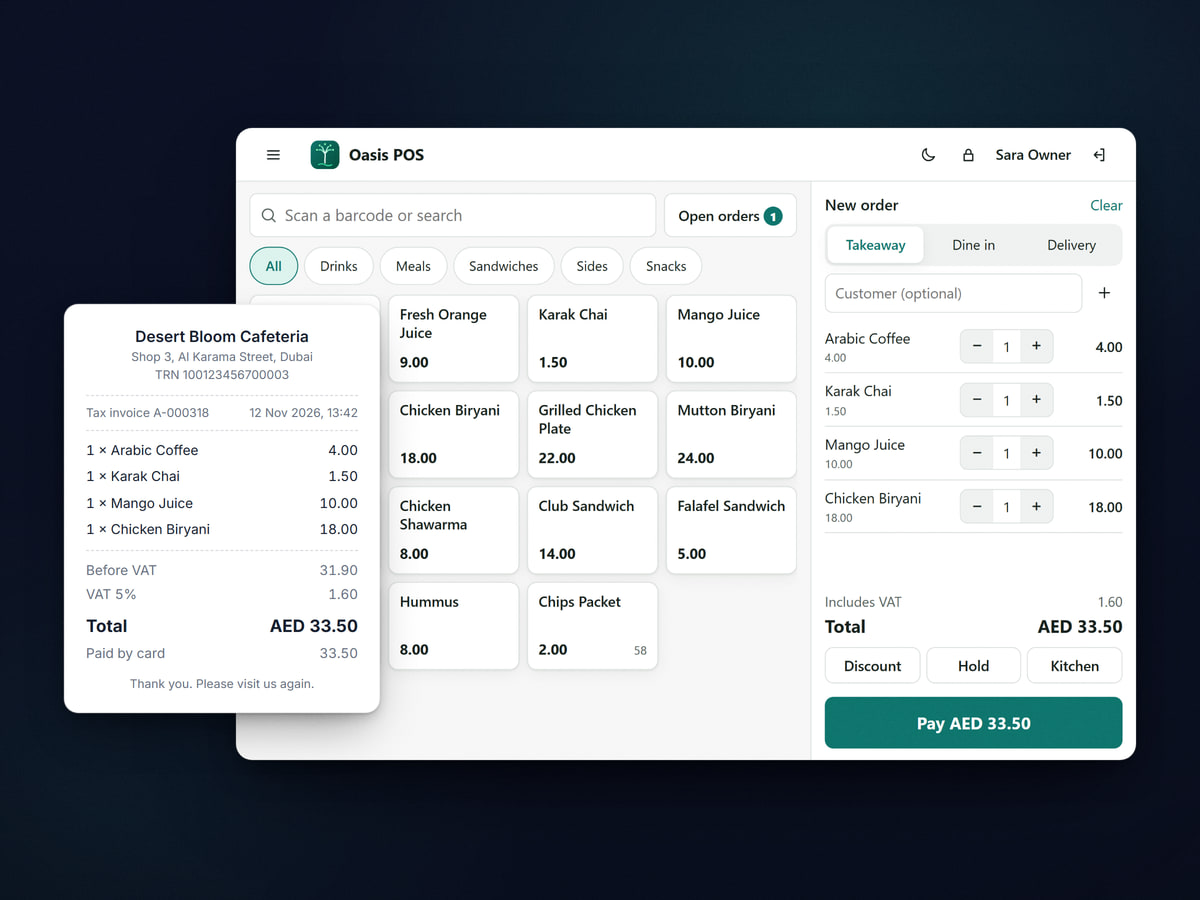 Oasis POS
Sara Owner
Scan a barcode or search
Open orders 1
All
Drinks
Meals
Sandwiches
Sides
Snacks
Fresh Orange
Juice
9.00
Karak Chai
1.50
Mango Juice
10.00
Chicken Biryani
18.00
Grilled Chicken
Plate
22.00
Mutton Biryani
24.00
Chicken
Shawarma
8.00
Club Sandwich
14.00
Falafel Sandwich
5.00
Hummus
8.00
Chips Packet
2.00 58
New order
Clear
Takeaway
Dine in
Delivery
Customer (optional)
+
Arabic Coffee
4.00
− 1 +
4.00
Karak Chai
1.50
− 1 +
1.50
Mango Juice
10.00
− 1 +
10.00
Chicken Biryani
18.00
− 1 +
18.00
Includes VAT 1.60
Total AED 33.50
Discount
Hold
Kitchen
Pay AED 33.50
Desert Bloom Cafeteria
Shop 3, Al Karama Street, Dubai
TRN 100123456700003
Tax invoice A-000318 12 Nov 2026, 13:42
1 × Arabic Coffee 4.00
1 × Karak Chai 1.50
1 × Mango Juice 10.00
1 × Chicken Biryani 18.00
Before VAT 31.90
VAT 5% 1.60
Total AED 33.50
Paid by card 33.50
Thank you. Please visit us again.